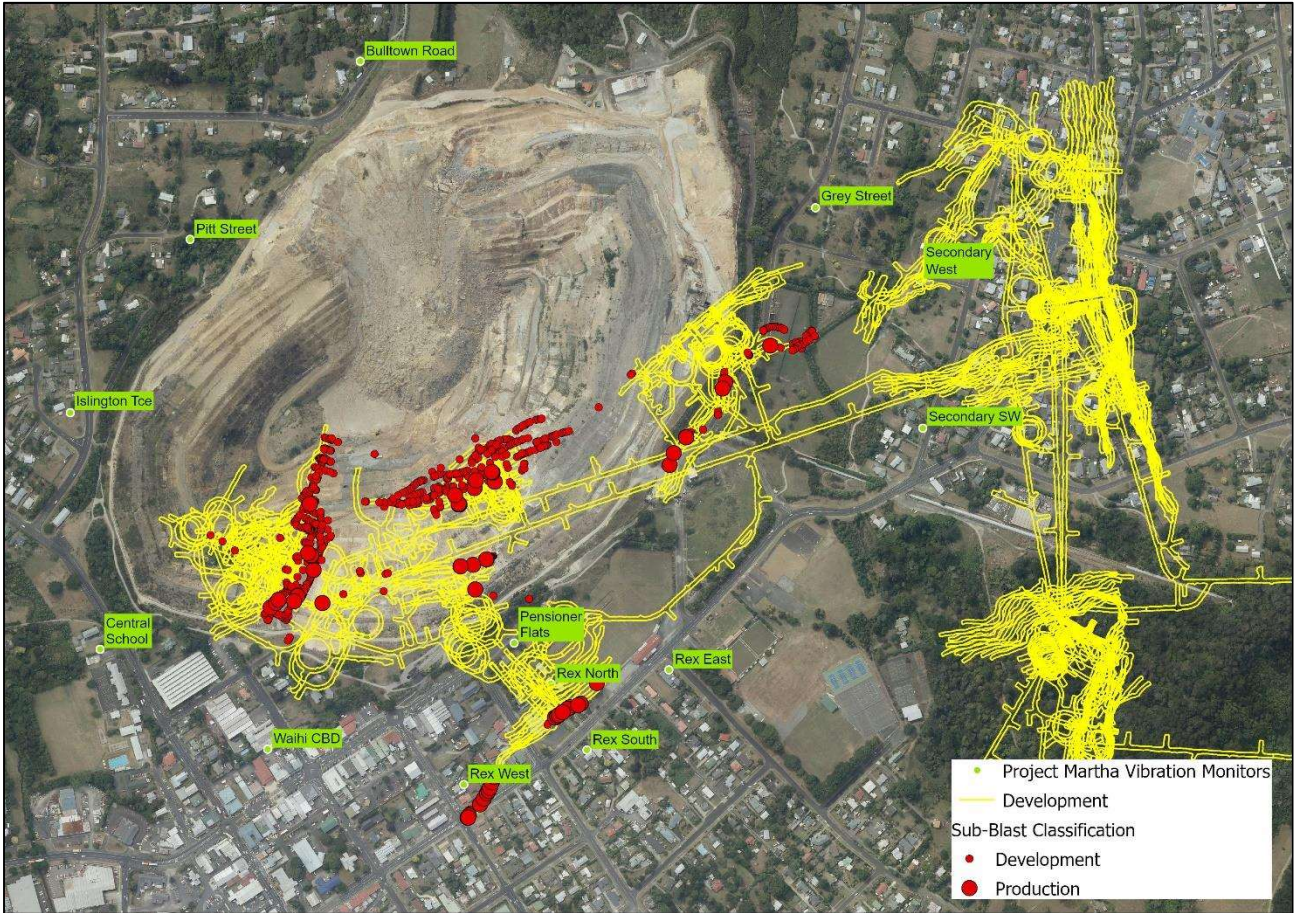 Bulltown Road
Grey Street
Pitt Street
Secondary
West
Islington Tce
Secondary SW
Central
School
Pensioner
Flats
Rex East
Rex North
Waihi CBD
Rex South
Rex West
Project Martha Vibration Monitors
Development
Sub-Blast Classification
Development
Production